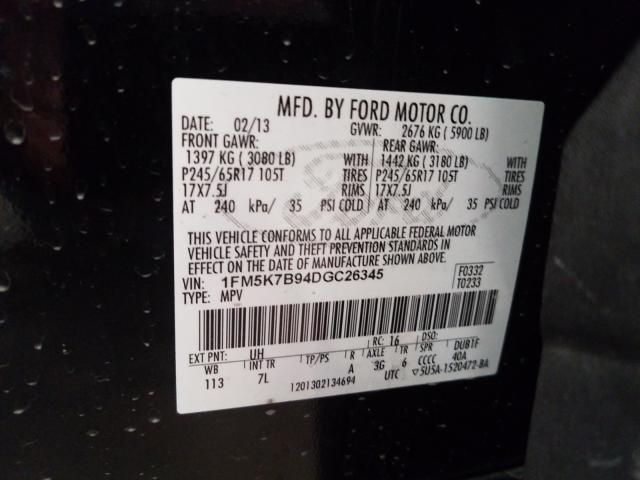 MFD. BY FORD MOTOR CO.
DATE: 02/13 GVWR: 2676 KG ( 5900 LB)
FRONT GAWR: REAR GAWR:
1397 KG ( 3080 LB) WITH 1442 KG ( 3180 LB) WITH
P245/65R17 105T TIRES P245/65R17 105T TIRES
17X7.5J RIMS 17X7.5J RIMS
AT 240 kPa/ 35 PSI COLD AT 240 kPa/ 35 PSI COLD
THIS VEHICLE CONFORMS TO ALL APPLICABLE FEDERAL MOTOR
VEHICLE SAFETY AND THEFT PREVENTION STANDARDS IN
EFFECT ON THE DATE OF MANUFACTURE SHOWN ABOVE.
VIN: 1FM5K7B94DGC26345 F0332
TYPE: MPV T0233
EXT PNT: UH RC: 16 DSO:
WB INT TR TP/PS R AXLE TR SPR DUB1F
113 7L A 3G 6 CCCC 40A
1201302134694 UTC ▽5U5A-1520472-BA